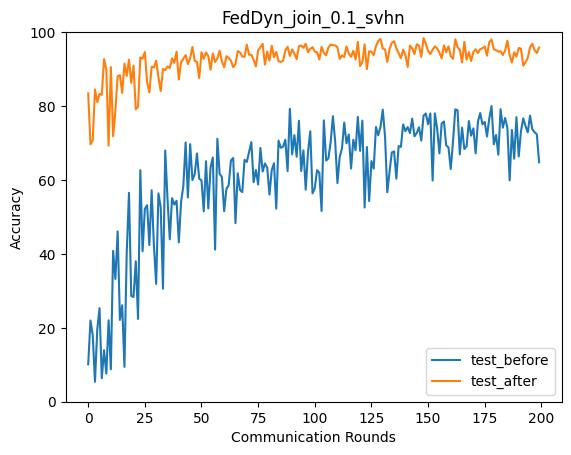 FedDyn_join_0.1_svhn
100
80
60
40
20
0
Accuracy
0 25 50 75 100 125 150 175 200
Communication Rounds
test_before
test_after